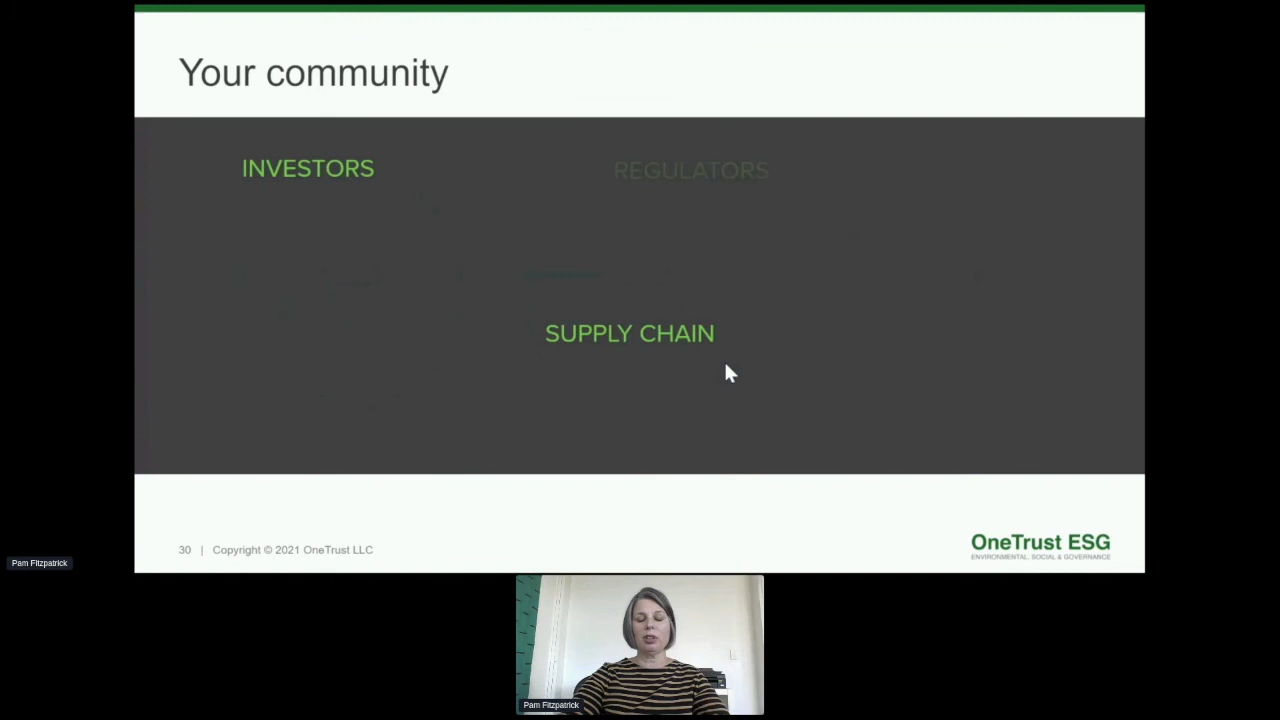 Your community
INVESTORS
REGULATORS
SUPPLY CHAIN
30 | Copyright © 2021 OneTrust LLC
OneTrust ESG
ENVIRONMENTAL, SOCIAL & GOVERNANCE
Pam Fitzpatrick
Pam Fitzpatrick